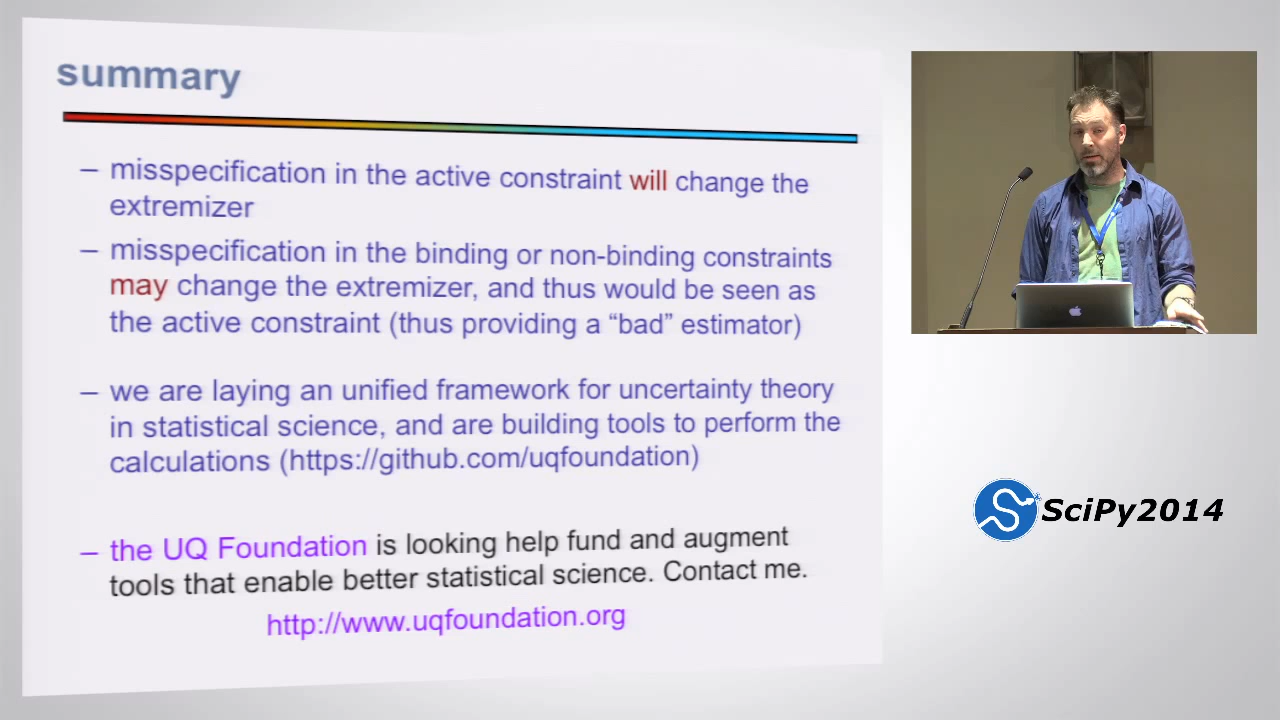 summary
– misspecification in the active constraint will change the
extremizer
– misspecification in the binding or non-binding constraints
may change the extremizer, and thus would be seen as
the active constraint (thus providing a “bad” estimator)
– we are laying an unified framework for uncertainty theory
in statistical science, and are building tools to perform the
calculations (https://github.com/uqfoundation)
– the UQ Foundation is looking help fund and augment
tools that enable better statistical science. Contact me.
http://www.uqfoundation.org
SciPy2014